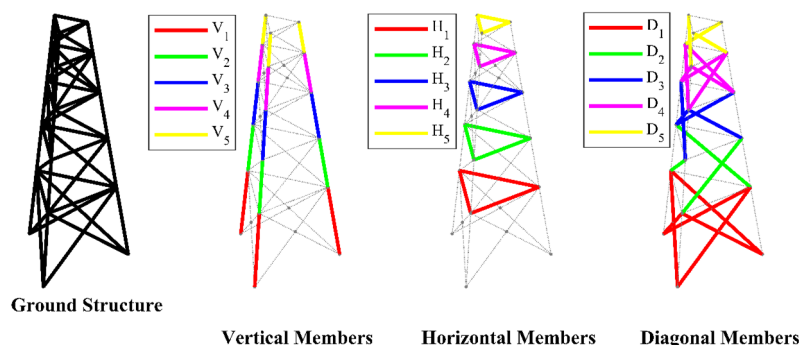 V1
V2
V3
V4
V5
H1
H2
H3
H4
H5
D1
D2
D3
D4
D5
Ground Structure
Vertical Members
Horizontal Members
Diagonal Members